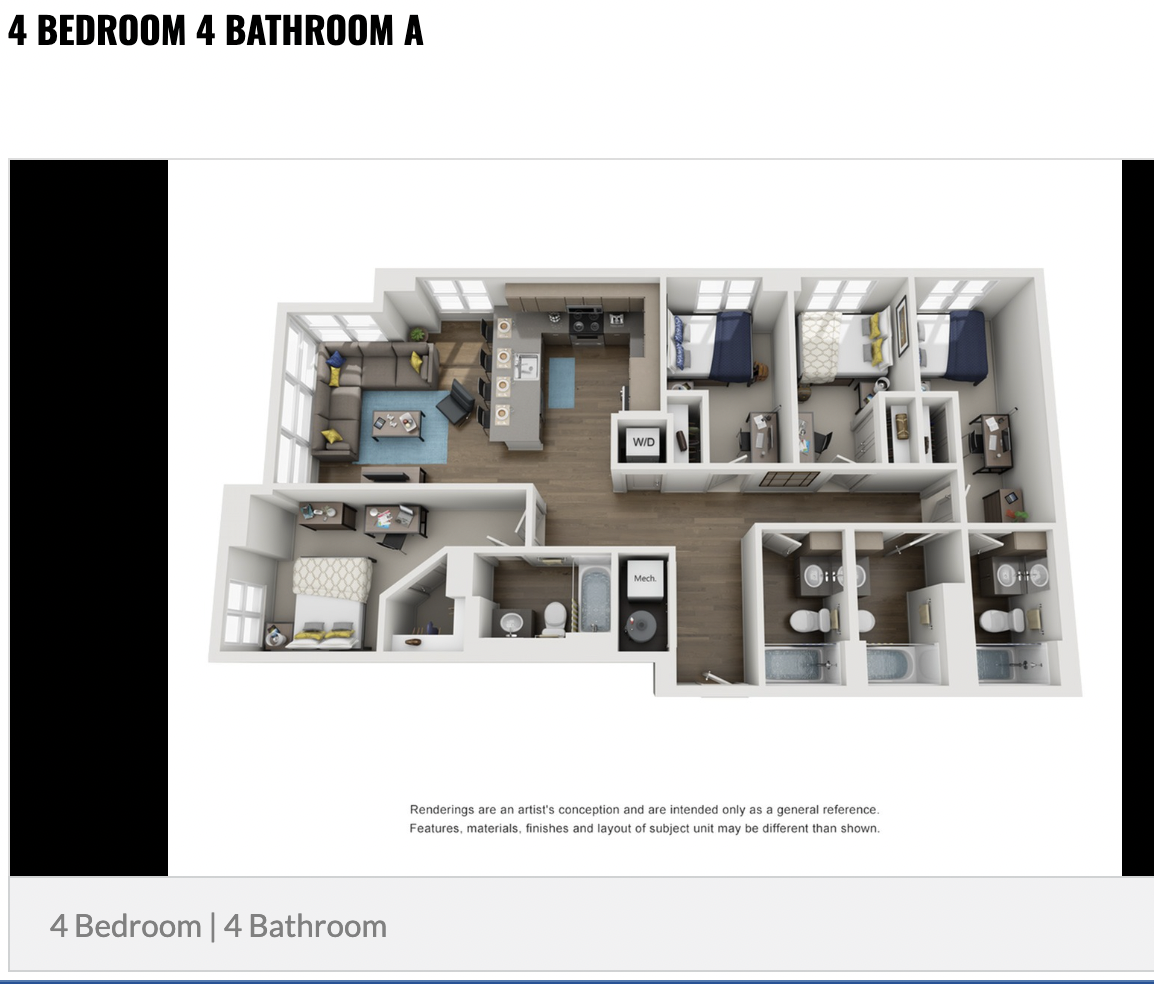 4 BEDROOM 4 BATHROOM A
W/D
Mech.
Renderings are an artist's conception and are intended only as a general reference.
Features, materials, finishes and layout of subject unit may be different than shown.
4 Bedroom | 4 Bathroom